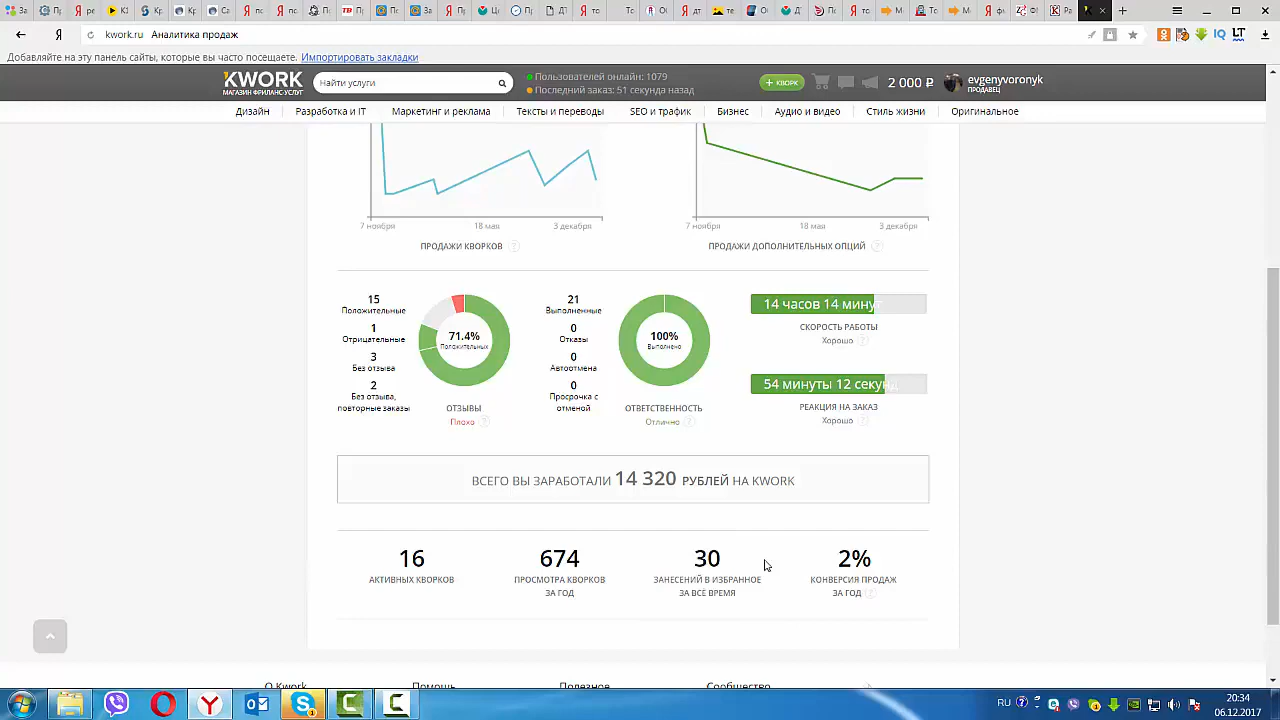 kwork.ru Аналитика продаж
Добавляйте на эту панель сайты, которые вы часто посещаете. Импортировать закладки
KWORK
МАГАЗИН ФРИЛАНС-УСЛУГ
Найти услуги
Пользователей онлайн: 1079
Последний заказ: 51 секунда назад
+ КВОРК
2 000 ₽
evgenyvoronyk
ПРОДАВЕЦ
Дизайн Разработка и IT Маркетинг и реклама Тексты и переводы SEO и трафик Бизнес Аудио и видео Стиль жизни Оригинальное
7 ноября 18 мая 3 декабря
7 ноября 18 мая 3 декабря
ПРОДАЖИ КВОРКОВ ?
ПРОДАЖИ ДОПОЛНИТЕЛЬНЫХ ОПЦИЙ ?
15
Положительные
1
Отрицательные
3
Без отзыва
2
Без отзыва,
повторные заказы
71.4%
Положительных
ОТЗЫВЫ
Плохо ?
21
Выполненные
0
Отказы
0
Автоотмена
0
Просрочка с
отменой
100%
Выполнено
ОТВЕТСТВЕННОСТЬ
Отлично ?
14 часов 14 минут
СКОРОСТЬ РАБОТЫ
Хорошо ?
54 минуты 12 секунд
РЕАКЦИЯ НА ЗАКАЗ
Хорошо ?
ВСЕГО ВЫ ЗАРАБОТАЛИ 14 320 РУБЛЕЙ НА KWORK
16
АКТИВНЫХ КВОРКОВ
674
ПРОСМОТРА КВОРКОВ
ЗА ГОД
30
ЗАНЕСЕНИЙ В ИЗБРАННОЕ
ЗА ВСЁ ВРЕМЯ
2%
КОНВЕРСИЯ ПРОДАЖ
ЗА ГОД ?
О Kwork Помощь Полезное Сообщество
RU
20:34
06.12.2017